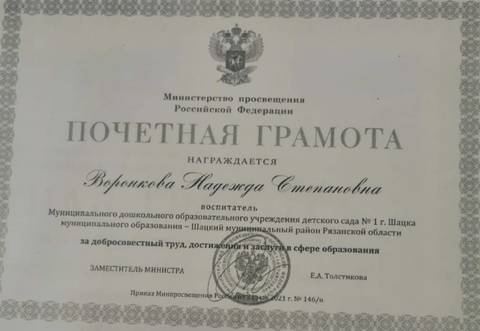 Министерство просвещения
Российской Федерации
ПОЧЕТНАЯ ГРАМОТА
НАГРАЖДАЕТСЯ
Воронкова Надежда Степановна
воспитатель
Муниципального дошкольного образовательного учреждения детского сада № 1 г. Шацка
муниципального образования – Шацкий муниципальный район Рязанской области
за добросовестный труд, достижения и заслуги в сфере образования
ЗАМЕСТИТЕЛЬ МИНИСТРА Е.А. Толстикова
Приказ Минпросвещения 2021 г. № 146/н